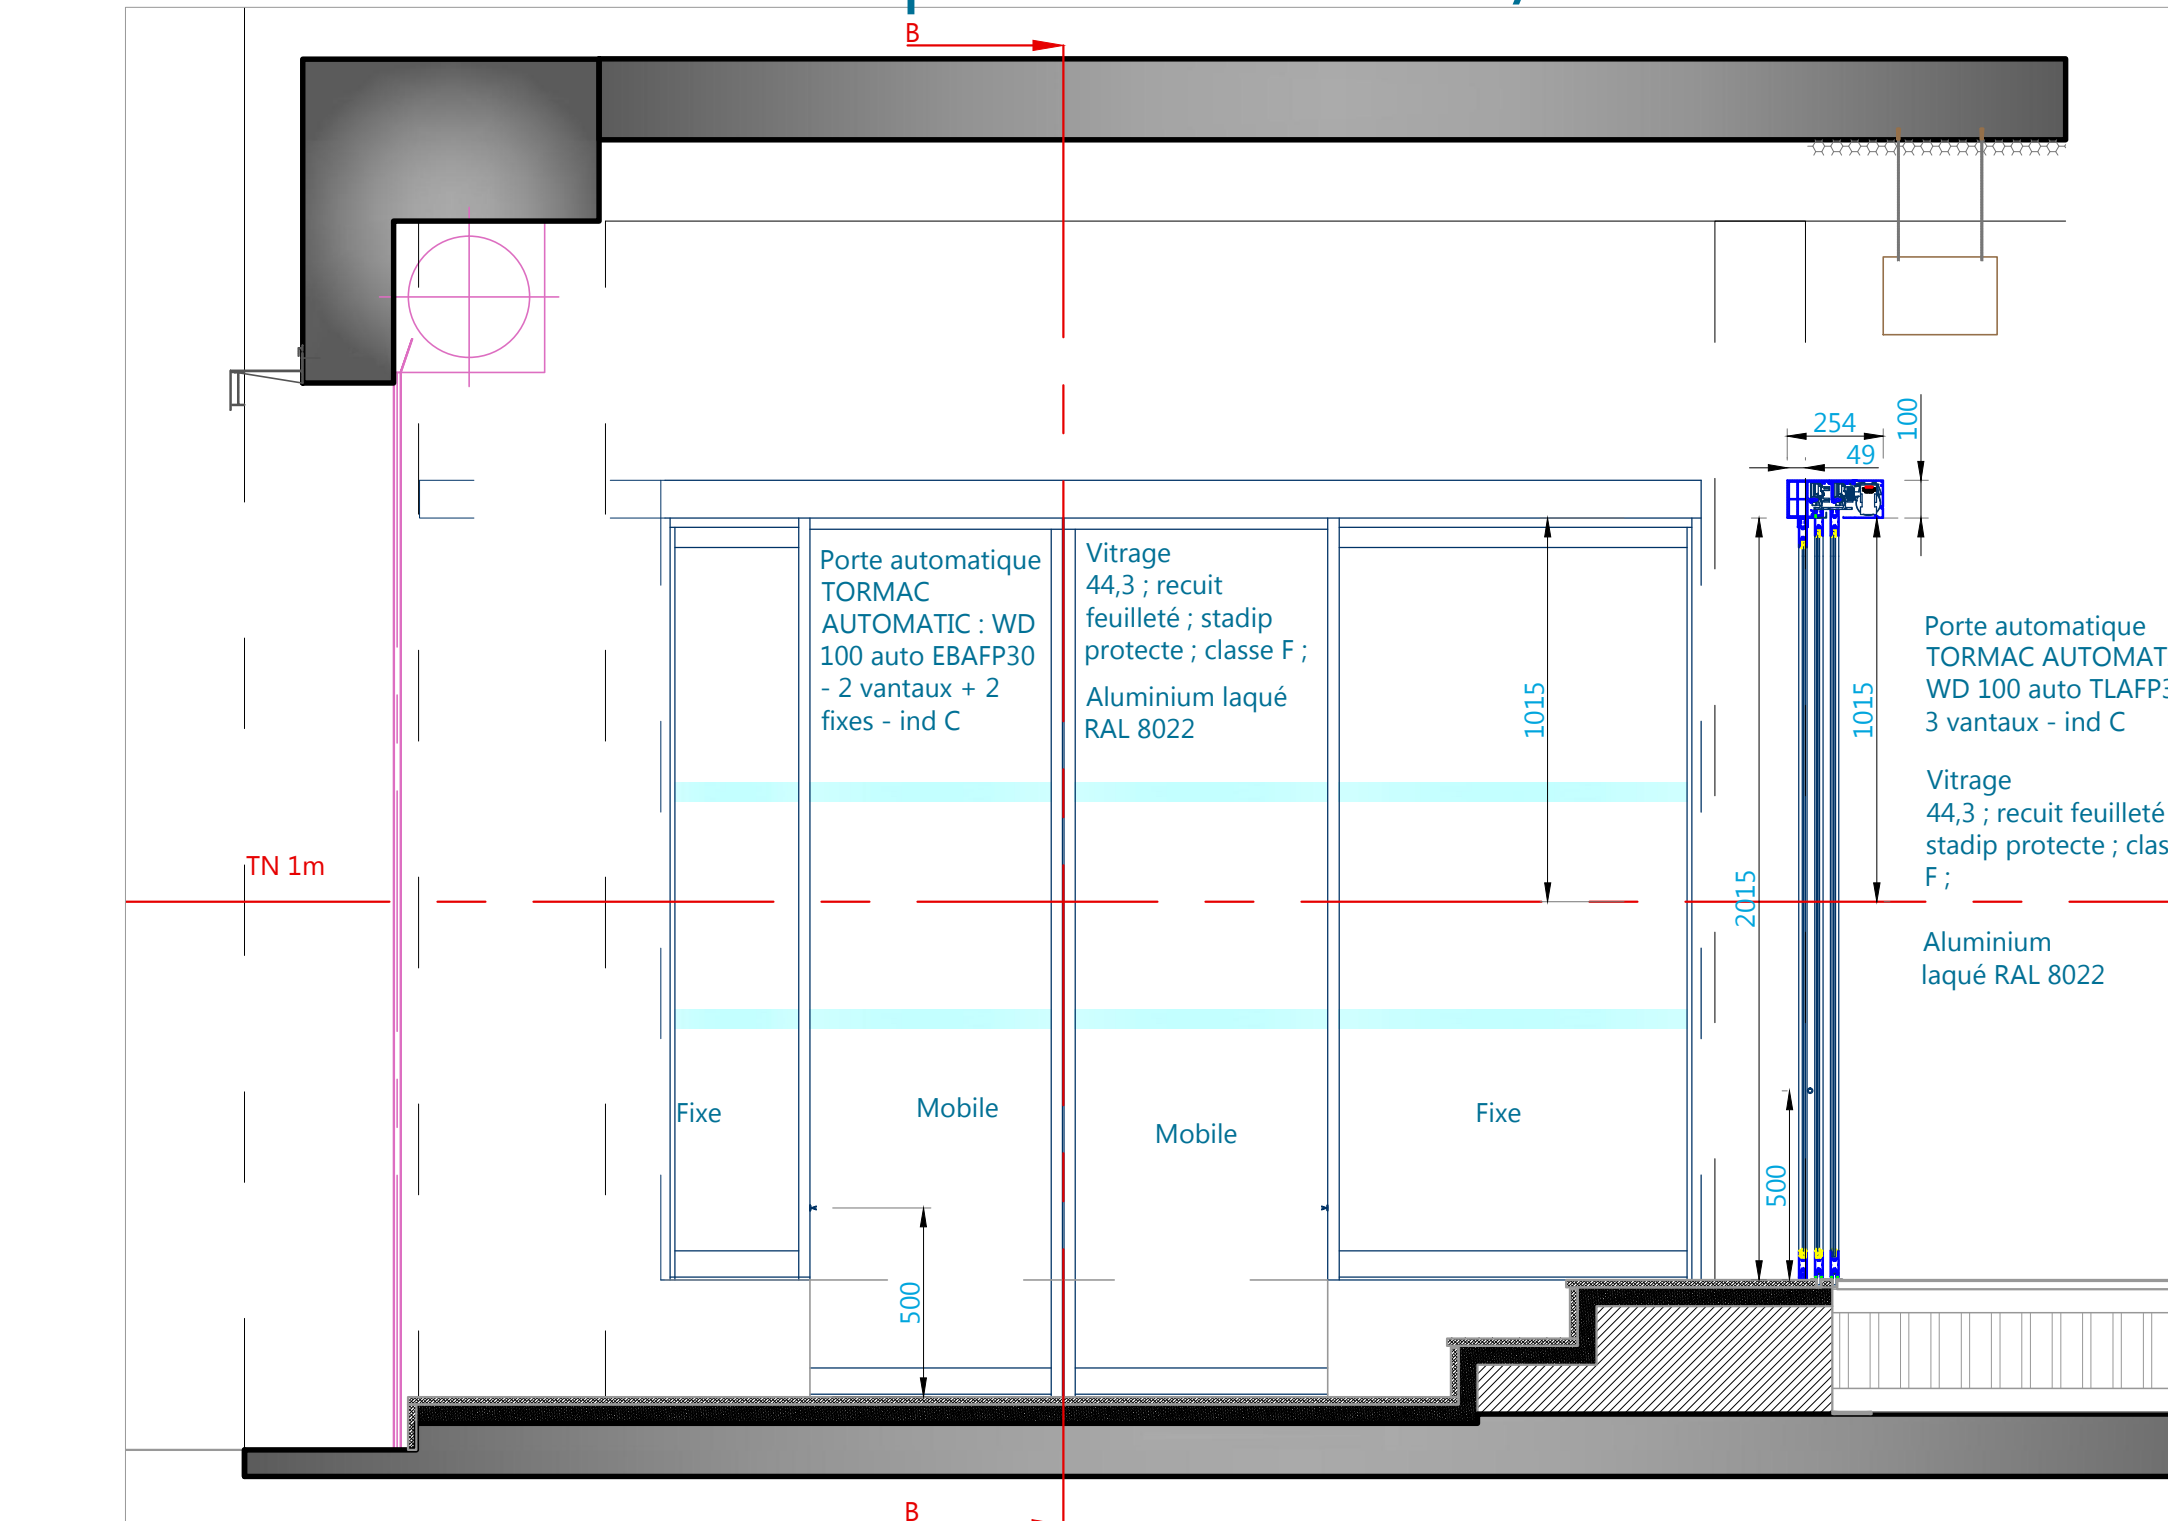 B
254
100
49
Porte automatique
TORMAC
AUTOMATIC : WD
100 auto EBAFP30
- 2 vantaux + 2
fixes - ind C
Vitrage
44,3 ; recuit
feuilleté ; stadip
protecte ; classe F ;
Aluminium laqué
RAL 8022
1015
1015
2015
Porte automatique
TORMAC AUTOMAT
WD 100 auto TLAFP3
3 vantaux - ind C
Vitrage
44,3 ; recuit feuilleté
stadip protecte ; clas
F ;
Aluminium
laqué RAL 8022
TN 1m
Fixe
Mobile
Mobile
Fixe
500
500
B